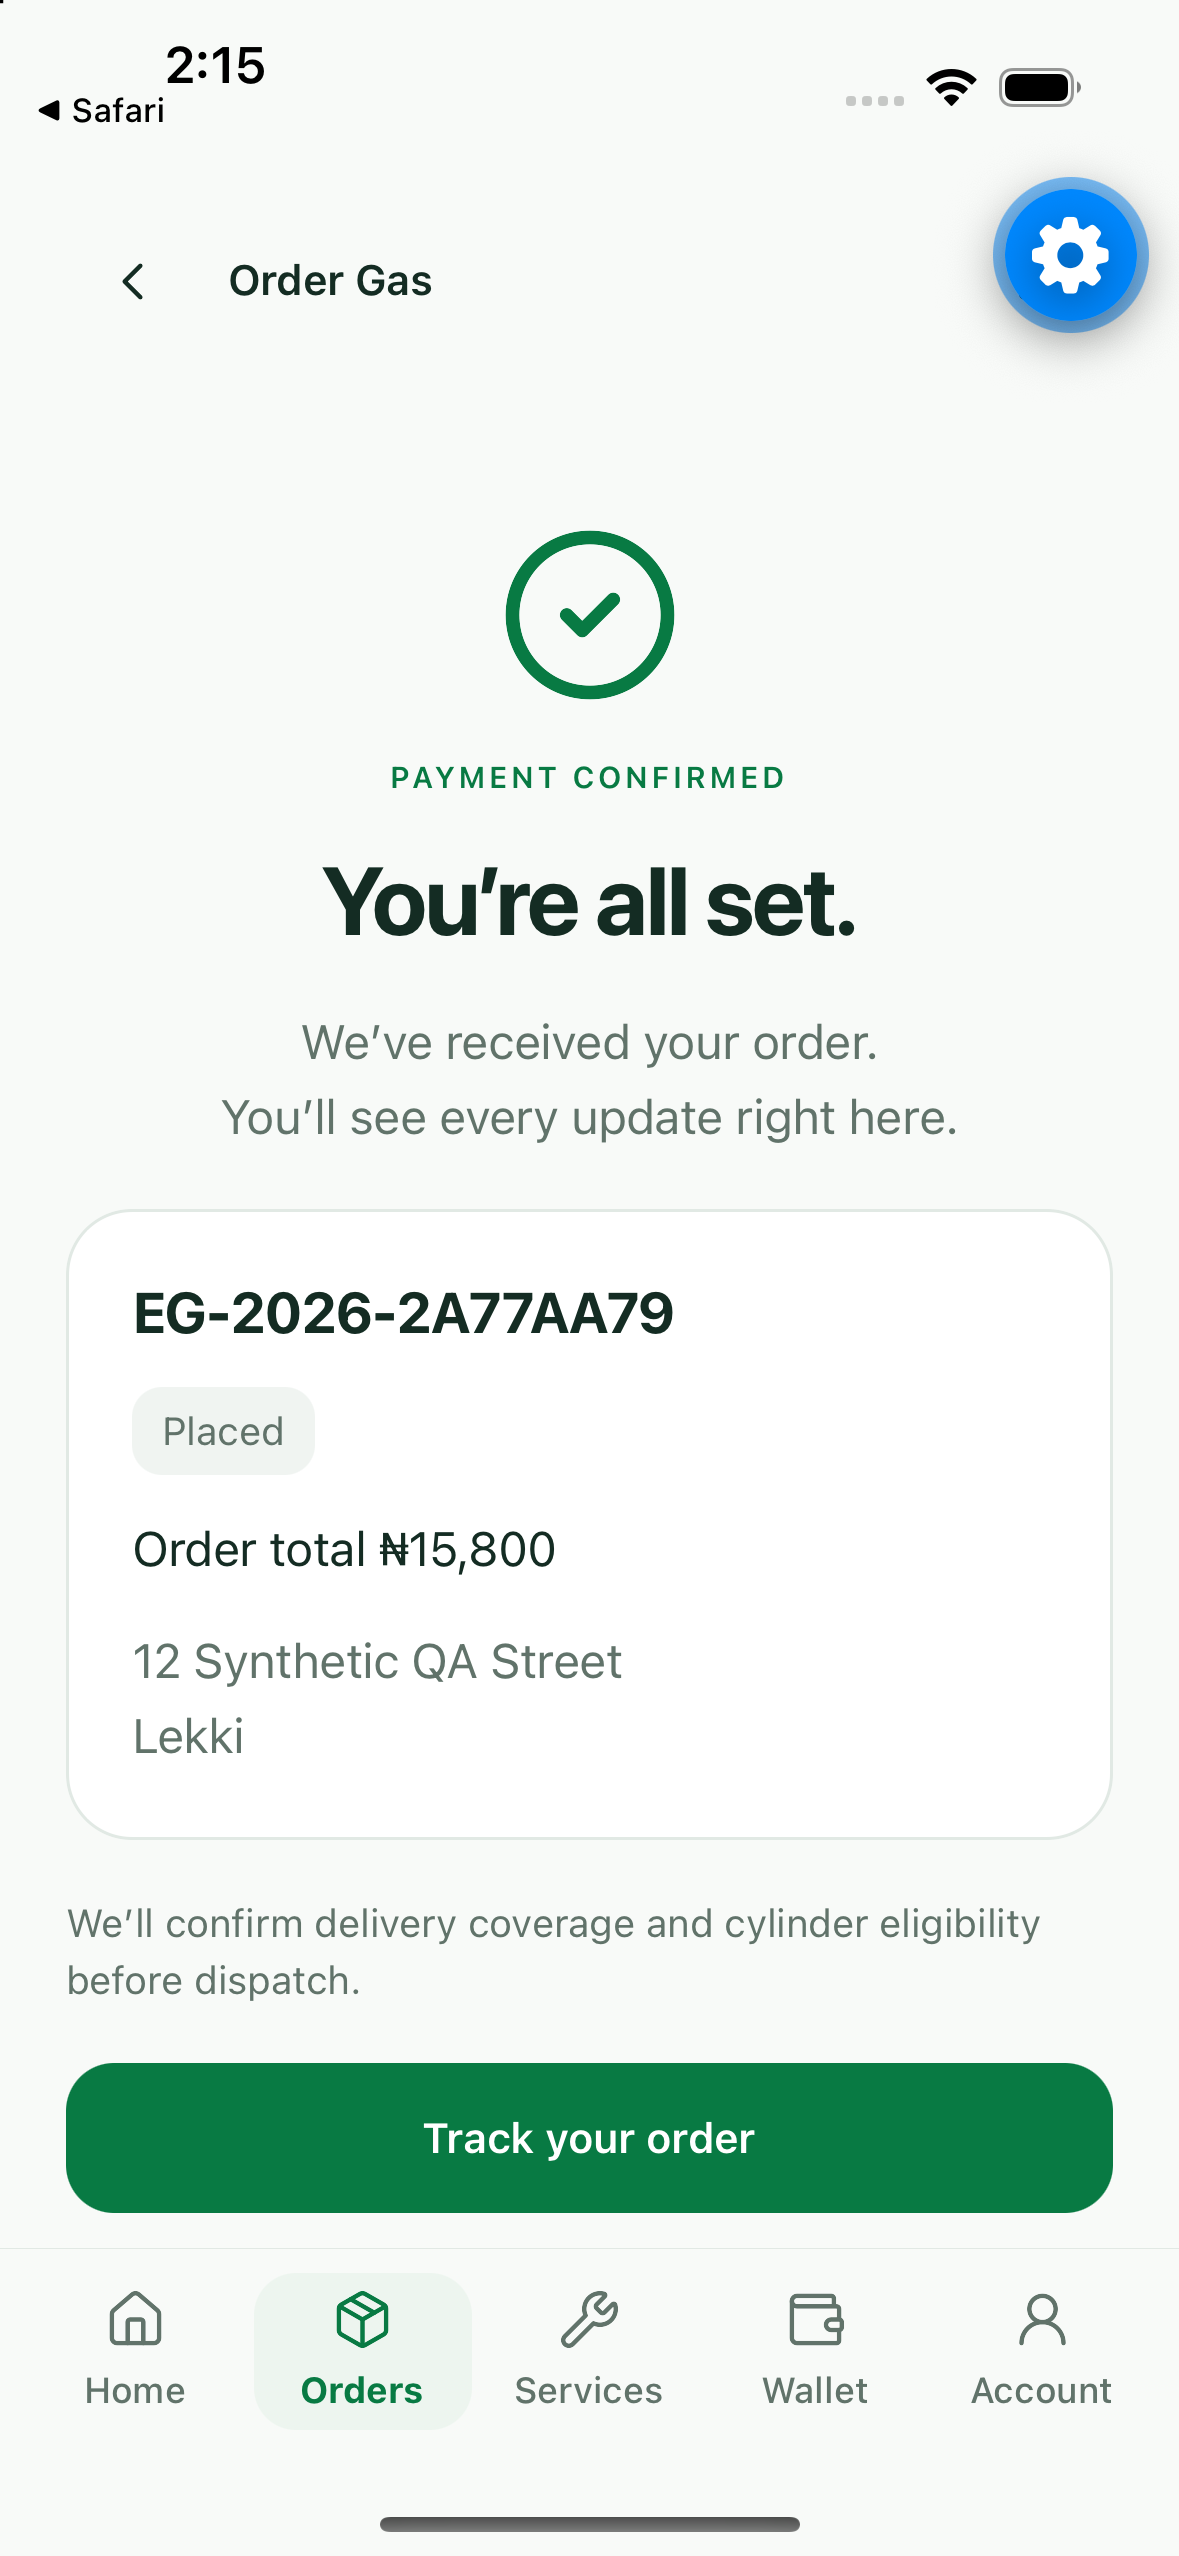 2:15
Safari
Order Gas
PAYMENT CONFIRMED
You’re all set.
We’ve received your order.
You’ll see every update right here.
EG-2026-2A77AA79
Placed
Order total ₦15,800
12 Synthetic QA Street
Lekki
We’ll confirm delivery coverage and cylinder eligibility
before dispatch.
Track your order
Home
Orders
Services
Wallet
Account